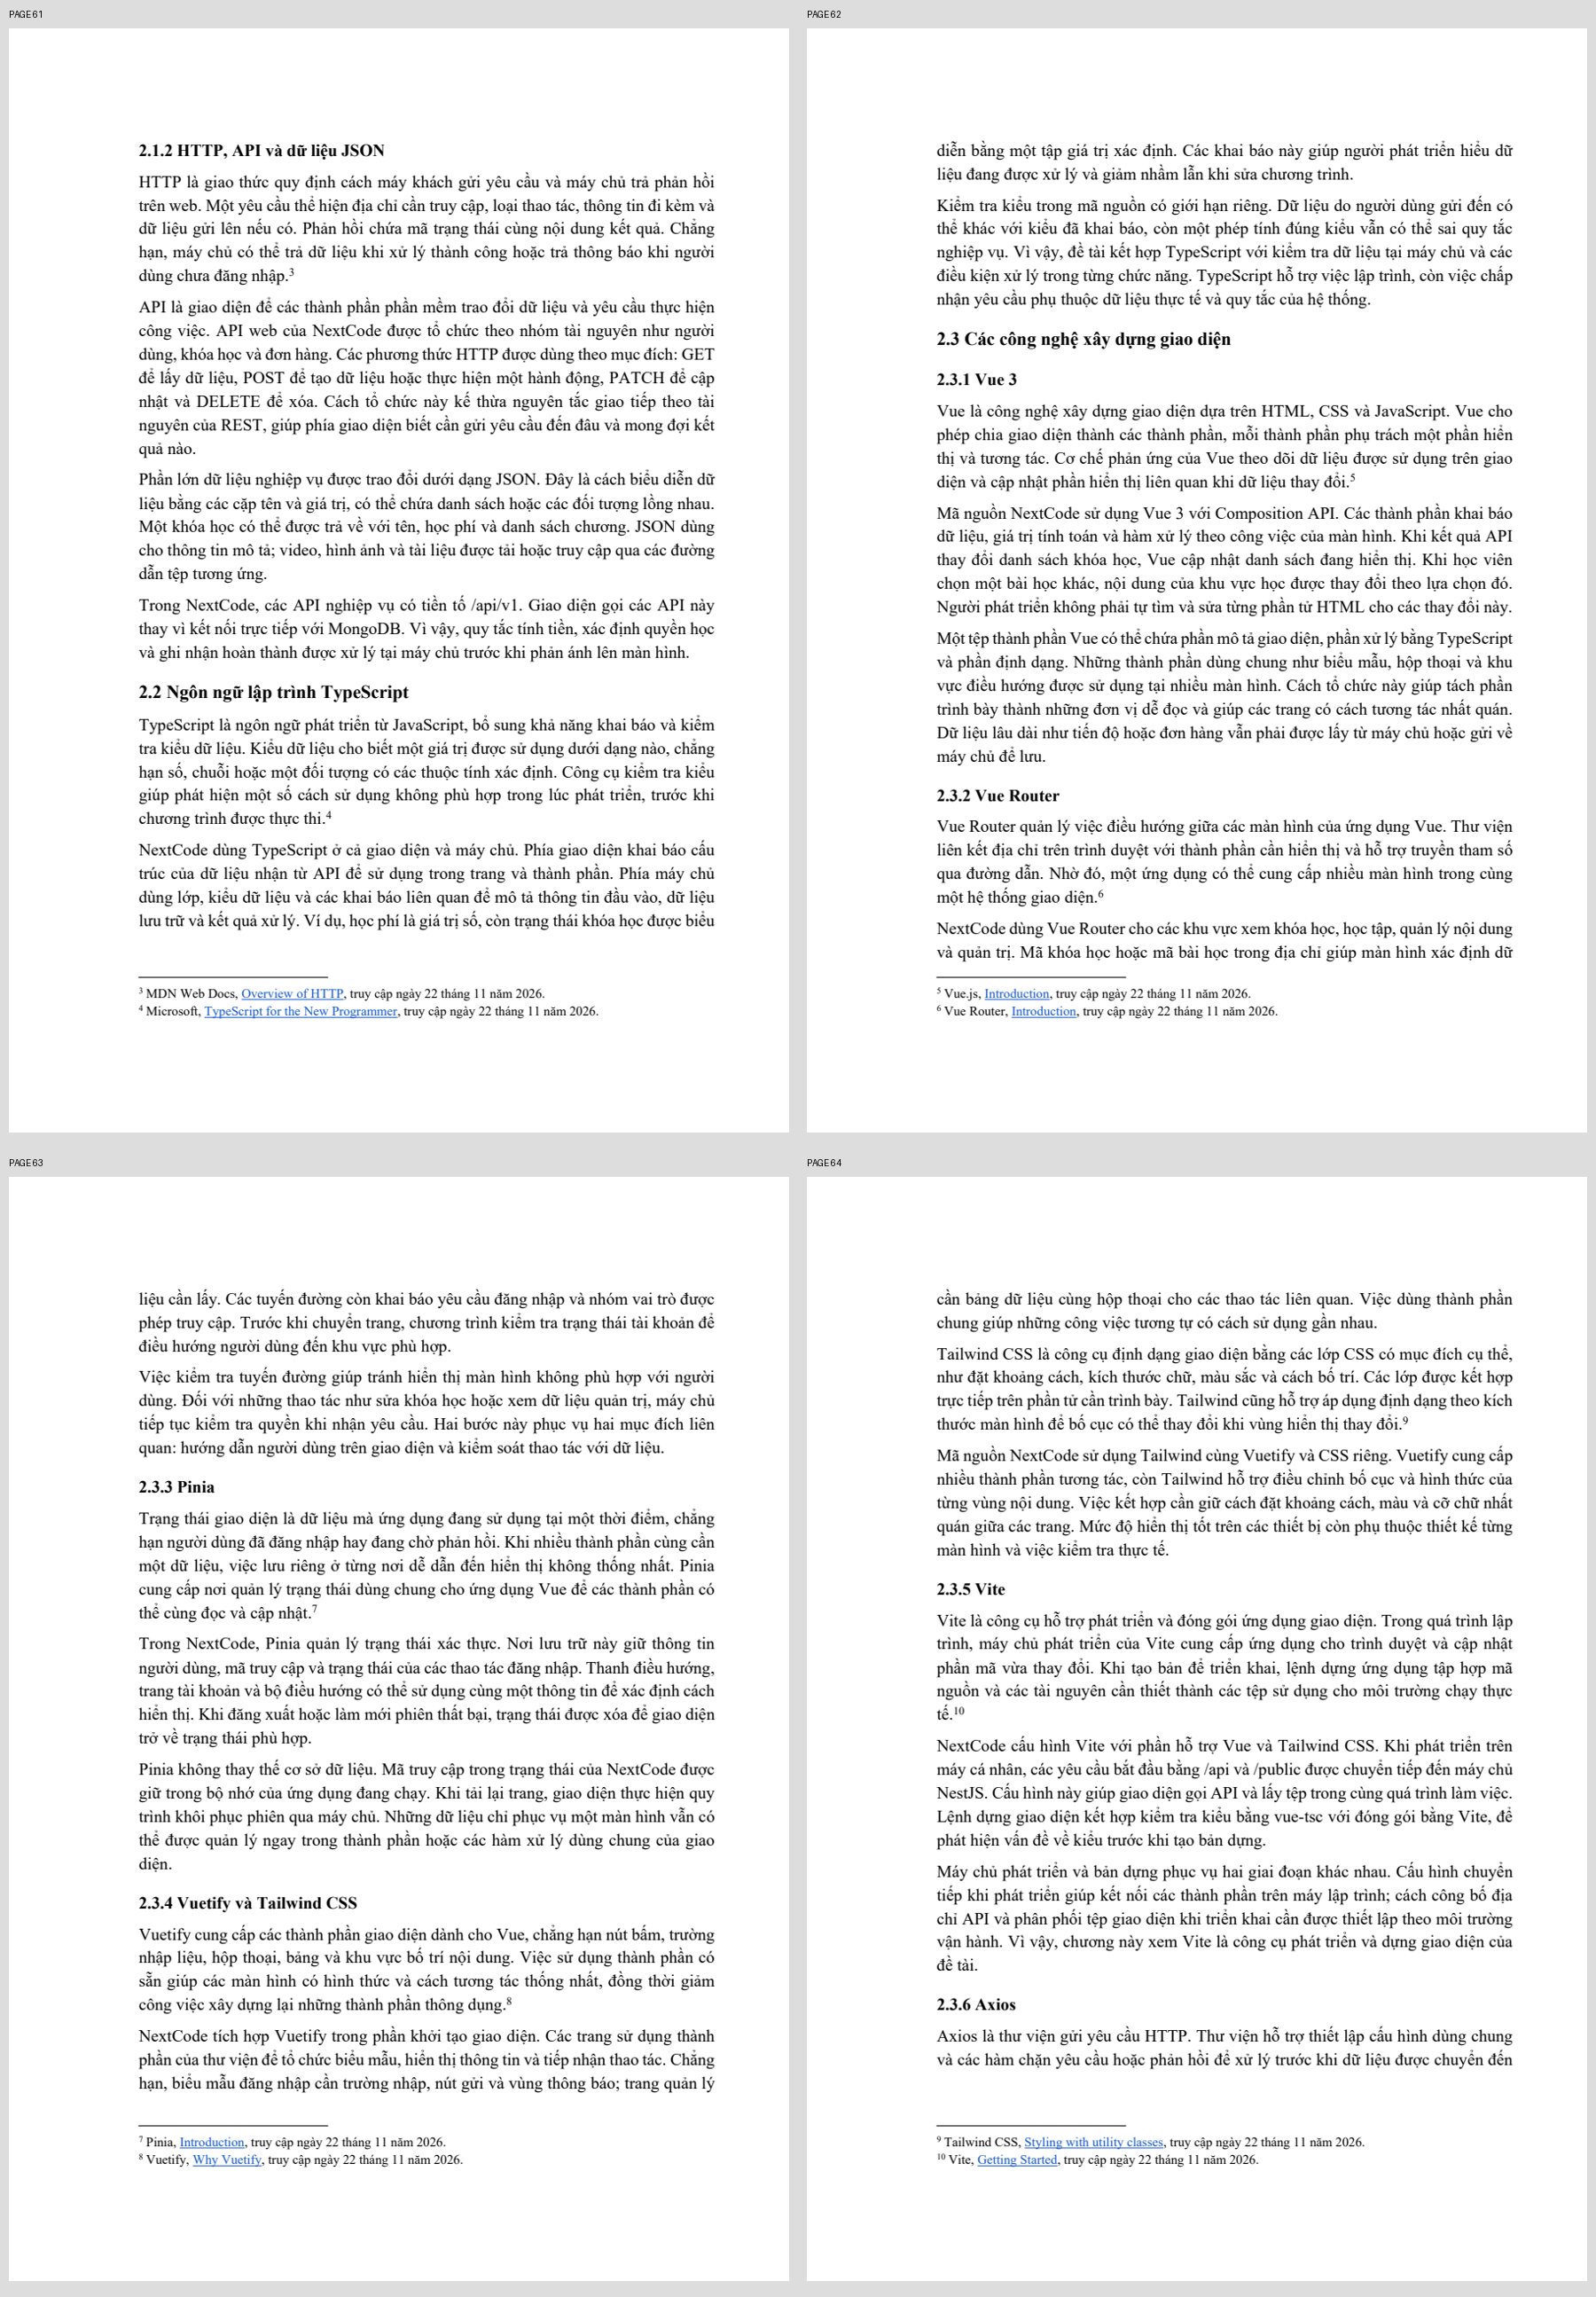 PAGE 61
2.1.2 HTTP, API và dữ liệu JSON
HTTP là giao thức quy định cách máy khách gửi yêu cầu và máy chủ trả phản hồi
trên web. Một yêu cầu thể hiện địa chỉ cần truy cập, loại thao tác, thông tin đi kèm và
dữ liệu gửi lên nếu có. Phản hồi chứa mã trạng thái cùng nội dung kết quả. Chẳng
hạn, máy chủ có thể trả dữ liệu khi xử lý thành công hoặc trả thông báo khi người
dùng chưa đăng nhập.3
API là giao diện để các thành phần phần mềm trao đổi dữ liệu và yêu cầu thực hiện
công việc. API web của NextCode được tổ chức theo nhóm tài nguyên như người
dùng, khóa học và đơn hàng. Các phương thức HTTP được dùng theo mục đích: GET
để lấy dữ liệu, POST để tạo dữ liệu hoặc thực hiện một hành động, PATCH để cập
nhật và DELETE để xóa. Cách tổ chức này kế thừa nguyên tắc giao tiếp theo tài
nguyên của REST, giúp phía giao diện biết cần gửi yêu cầu đến đâu và mong đợi kết
quả nào.
Phần lớn dữ liệu nghiệp vụ được trao đổi dưới dạng JSON. Đây là cách biểu diễn dữ
liệu bằng các cặp tên và giá trị, có thể chứa danh sách hoặc các đối tượng lồng nhau.
Một khóa học có thể được trả về với tên, học phí và danh sách chương. JSON dùng
cho thông tin mô tả; video, hình ảnh và tài liệu được tải hoặc truy cập qua các đường
dẫn tệp tương ứng.
Trong NextCode, các API nghiệp vụ có tiền tố /api/v1. Giao diện gọi các API này
thay vì kết nối trực tiếp với MongoDB. Vì vậy, quy tắc tính tiền, xác định quyền học
và ghi nhận hoàn thành được xử lý tại máy chủ trước khi phản ánh lên màn hình.
2.2 Ngôn ngữ lập trình TypeScript
TypeScript là ngôn ngữ phát triển từ JavaScript, bổ sung khả năng khai báo và kiểm
tra kiểu dữ liệu. Kiểu dữ liệu cho biết một giá trị được sử dụng dưới dạng nào, chẳng
hạn số, chuỗi hoặc một đối tượng có các thuộc tính xác định. Công cụ kiểm tra kiểu
giúp phát hiện một số cách sử dụng không phù hợp trong lúc phát triển, trước khi
chương trình được thực thi.4
NextCode dùng TypeScript ở cả giao diện và máy chủ. Phía giao diện khai báo cấu
trúc của dữ liệu nhận từ API để sử dụng trong trang và thành phần. Phía máy chủ
dùng lớp, kiểu dữ liệu và các khai báo liên quan để mô tả thông tin đầu vào, dữ liệu
lưu trữ và kết quả xử lý. Ví dụ, học phí là giá trị số, còn trạng thái khóa học được biểu
3 MDN Web Docs, Overview of HTTP, truy cập ngày 22 tháng 11 năm 2026.
4 Microsoft, TypeScript for the New Programmer, truy cập ngày 22 tháng 11 năm 2026.
PAGE 62
diễn bằng một tập giá trị xác định. Các khai báo này giúp người phát triển hiểu dữ
liệu đang được xử lý và giảm nhầm lẫn khi sửa chương trình.
Kiểm tra kiểu trong mã nguồn có giới hạn riêng. Dữ liệu do người dùng gửi đến có
thể khác với kiểu đã khai báo, còn một phép tính đúng kiểu vẫn có thể sai quy tắc
nghiệp vụ. Vì vậy, đề tài kết hợp TypeScript với kiểm tra dữ liệu tại máy chủ và các
điều kiện xử lý trong từng chức năng. TypeScript hỗ trợ việc lập trình, còn việc chấp
nhận yêu cầu phụ thuộc dữ liệu thực tế và quy tắc của hệ thống.
2.3 Các công nghệ xây dựng giao diện
2.3.1 Vue 3
Vue là công nghệ xây dựng giao diện dựa trên HTML, CSS và JavaScript. Vue cho
phép chia giao diện thành các thành phần, mỗi thành phần phụ trách một phần hiển
thị và tương tác. Cơ chế phản ứng của Vue theo dõi dữ liệu được sử dụng trên giao
diện và cập nhật phần hiển thị liên quan khi dữ liệu thay đổi.5
Mã nguồn NextCode sử dụng Vue 3 với Composition API. Các thành phần khai báo
dữ liệu, giá trị tính toán và hàm xử lý theo công việc của màn hình. Khi kết quả API
thay đổi danh sách khóa học, Vue cập nhật danh sách đang hiển thị. Khi học viên
chọn một bài học khác, nội dung của khu vực học được thay đổi theo lựa chọn đó.
Người phát triển không phải tự tìm và sửa từng phần tử HTML cho các thay đổi này.
Một tệp thành phần Vue có thể chứa phần mô tả giao diện, phần xử lý bằng TypeScript
và phần định dạng. Những thành phần dùng chung như biểu mẫu, hộp thoại và khu
vực điều hướng được sử dụng tại nhiều màn hình. Cách tổ chức này giúp tách phần
trình bày thành những đơn vị dễ đọc và giúp các trang có cách tương tác nhất quán.
Dữ liệu lâu dài như tiến độ hoặc đơn hàng vẫn phải được lấy từ máy chủ hoặc gửi về
máy chủ để lưu.
2.3.2 Vue Router
Vue Router quản lý việc điều hướng giữa các màn hình của ứng dụng Vue. Thư viện
liên kết địa chỉ trên trình duyệt với thành phần cần hiển thị và hỗ trợ truyền tham số
qua đường dẫn. Nhờ đó, một ứng dụng có thể cung cấp nhiều màn hình trong cùng
một hệ thống giao diện.6
NextCode dùng Vue Router cho các khu vực xem khóa học, học tập, quản lý nội dung
và quản trị. Mã khóa học hoặc mã bài học trong địa chỉ giúp màn hình xác định dữ
5 Vue.js, Introduction, truy cập ngày 22 tháng 11 năm 2026.
6 Vue Router, Introduction, truy cập ngày 22 tháng 11 năm 2026.
PAGE 63
liệu cần lấy. Các tuyến đường còn khai báo yêu cầu đăng nhập và nhóm vai trò được
phép truy cập. Trước khi chuyển trang, chương trình kiểm tra trạng thái tài khoản để
điều hướng người dùng đến khu vực phù hợp.
Việc kiểm tra tuyến đường giúp tránh hiển thị màn hình không phù hợp với người
dùng. Đối với những thao tác như sửa khóa học hoặc xem dữ liệu quản trị, máy chủ
tiếp tục kiểm tra quyền khi nhận yêu cầu. Hai bước này phục vụ hai mục đích liên
quan: hướng dẫn người dùng trên giao diện và kiểm soát thao tác với dữ liệu.
2.3.3 Pinia
Trạng thái giao diện là dữ liệu mà ứng dụng đang sử dụng tại một thời điểm, chẳng
hạn người dùng đã đăng nhập hay đang chờ phản hồi. Khi nhiều thành phần cùng cần
một dữ liệu, việc lưu riêng ở từng nơi dễ dẫn đến hiển thị không thống nhất. Pinia
cung cấp nơi quản lý trạng thái dùng chung cho ứng dụng Vue để các thành phần có
thể cùng đọc và cập nhật.7
Trong NextCode, Pinia quản lý trạng thái xác thực. Nơi lưu trữ này giữ thông tin
người dùng, mã truy cập và trạng thái của các thao tác đăng nhập. Thanh điều hướng,
trang tài khoản và bộ điều hướng có thể sử dụng cùng một thông tin để xác định cách
hiển thị. Khi đăng xuất hoặc làm mới phiên thất bại, trạng thái được xóa để giao diện
trở về trạng thái phù hợp.
Pinia không thay thế cơ sở dữ liệu. Mã truy cập trong trạng thái của NextCode được
giữ trong bộ nhớ của ứng dụng đang chạy. Khi tải lại trang, giao diện thực hiện quy
trình khôi phục phiên qua máy chủ. Những dữ liệu chỉ phục vụ một màn hình vẫn có
thể được quản lý ngay trong thành phần hoặc các hàm xử lý dùng chung của giao
diện.
2.3.4 Vuetify và Tailwind CSS
Vuetify cung cấp các thành phần giao diện dành cho Vue, chẳng hạn nút bấm, trường
nhập liệu, hộp thoại, bảng và khu vực bố trí nội dung. Việc sử dụng thành phần có
sẵn giúp các màn hình có hình thức và cách tương tác thống nhất, đồng thời giảm
công việc xây dựng lại những thành phần thông dụng.8
NextCode tích hợp Vuetify trong phần khởi tạo giao diện. Các trang sử dụng thành
phần của thư viện để tổ chức biểu mẫu, hiển thị thông tin và tiếp nhận thao tác. Chẳng
hạn, biểu mẫu đăng nhập cần trường nhập, nút gửi và vùng thông báo; trang quản lý
7 Pinia, Introduction, truy cập ngày 22 tháng 11 năm 2026.
8 Vuetify, Why Vuetify, truy cập ngày 22 tháng 11 năm 2026.
PAGE 64
cần bảng dữ liệu cùng hộp thoại cho các thao tác liên quan. Việc dùng thành phần
chung giúp những công việc tương tự có cách sử dụng gần nhau.
Tailwind CSS là công cụ định dạng giao diện bằng các lớp CSS có mục đích cụ thể,
như đặt khoảng cách, kích thước chữ, màu sắc và cách bố trí. Các lớp được kết hợp
trực tiếp trên phần tử cần trình bày. Tailwind cũng hỗ trợ áp dụng định dạng theo kích
thước màn hình để bố cục có thể thay đổi khi vùng hiển thị thay đổi.9
Mã nguồn NextCode sử dụng Tailwind cùng Vuetify và CSS riêng. Vuetify cung cấp
nhiều thành phần tương tác, còn Tailwind hỗ trợ điều chỉnh bố cục và hình thức của
từng vùng nội dung. Việc kết hợp cần giữ cách đặt khoảng cách, màu và cỡ chữ nhất
quán giữa các trang. Mức độ hiển thị tốt trên các thiết bị còn phụ thuộc thiết kế từng
màn hình và việc kiểm tra thực tế.
2.3.5 Vite
Vite là công cụ hỗ trợ phát triển và đóng gói ứng dụng giao diện. Trong quá trình lập
trình, máy chủ phát triển của Vite cung cấp ứng dụng cho trình duyệt và cập nhật
phần mã vừa thay đổi. Khi tạo bản để triển khai, lệnh dựng ứng dụng tập hợp mã
nguồn và các tài nguyên cần thiết thành các tệp sử dụng cho môi trường chạy thực
tế.10
NextCode cấu hình Vite với phần hỗ trợ Vue và Tailwind CSS. Khi phát triển trên
máy cá nhân, các yêu cầu bắt đầu bằng /api và /public được chuyển tiếp đến máy chủ
NestJS. Cấu hình này giúp giao diện gọi API và lấy tệp trong cùng quá trình làm việc.
Lệnh dựng giao diện kết hợp kiểm tra kiểu bằng vue-tsc với đóng gói bằng Vite, để
phát hiện vấn đề về kiểu trước khi tạo bản dựng.
Máy chủ phát triển và bản dựng phục vụ hai giai đoạn khác nhau. Cấu hình chuyển
tiếp khi phát triển giúp kết nối các thành phần trên máy lập trình; cách công bố địa
chỉ API và phân phối tệp giao diện khi triển khai cần được thiết lập theo môi trường
vận hành. Vì vậy, chương này xem Vite là công cụ phát triển và dựng giao diện của
đề tài.
2.3.6 Axios
Axios là thư viện gửi yêu cầu HTTP. Thư viện hỗ trợ thiết lập cấu hình dùng chung
và các hàm chặn yêu cầu hoặc phản hồi để xử lý trước khi dữ liệu được chuyển đến
9 Tailwind CSS, Styling with utility classes, truy cập ngày 22 tháng 11 năm 2026.
10 Vite, Getting Started, truy cập ngày 22 tháng 11 năm 2026.